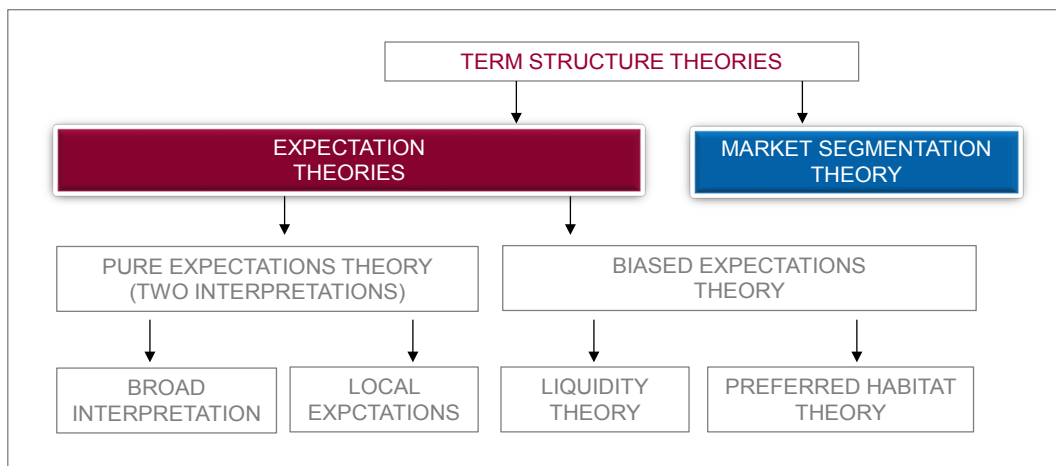 TERM STRUCTURE THEORIES
EXPECTATION
THEORIES
MARKET SEGMENTATION
THEORY
PURE EXPECTATIONS THEORY
(TWO INTERPRETATIONS)
BIASED EXPECTATIONS
THEORY
BROAD
INTERPRETATION
LOCAL
EXPCTATIONS
LIQUIDITY
THEORY
PREFERRED HABITAT
THEORY